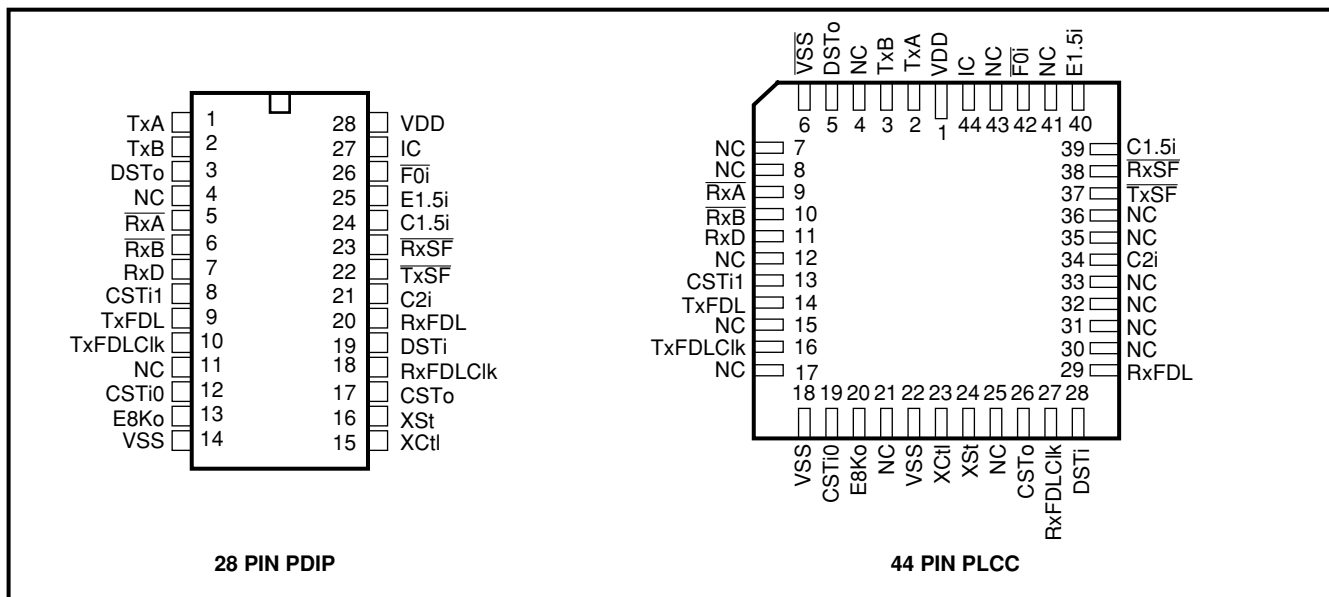 TxA 1 28 VDD
TxB 2 27 IC
DSTo 3 26 F0i
NC 4 25 E1.5i
RxA 5 24 C1.5i
RxB 6 23 RxSF
RxD 7 22 TxSF
CSTi1 8 21 C2i
TxFDL 9 20 RxFDL
TxFDLClk 10 19 DSTi
NC 11 18 RxFDLClk
CSTi0 12 17 CSTo
E8Ko 13 16 XSt
VSS 14 15 XCtl
28 PIN PDIP
VSS DSTo NC TxB TxA VDD IC NC F0i NC E1.5i
6 5 4 3 2 1 44 43 42 41 40
NC 7 39 C1.5i
NC 8 38 RxSF
RxA 9 37 TxSF
RxB 10 36 NC
RxD 11 35 NC
NC 12 34 C2i
CSTi1 13 33 NC
TxFDL 14 32 NC
NC 15 31 NC
TxFDLClk 16 30 NC
NC 17 29 RxFDL
18 19 20 21 22 23 24 25 26 27 28
VSS CSTi0 E8Ko NC VSS XCtl XSt NC CSTo RxFDLClk DSTi
44 PIN PLCC